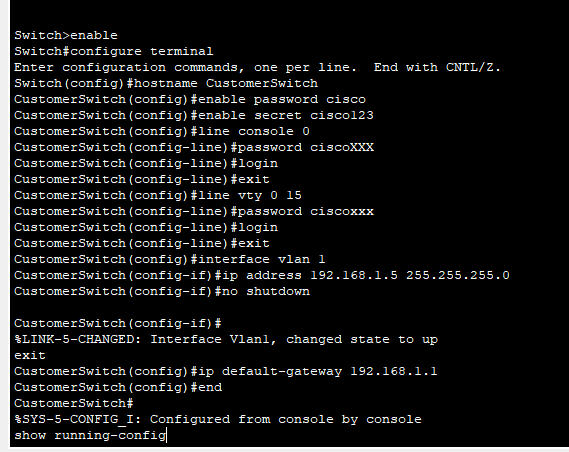 Switch>enable
Switch#configure terminal
Enter configuration commands, one per line.  End with CNTL/Z.
Switch(config)#hostname CustomerSwitch
CustomerSwitch(config)#enable password cisco
CustomerSwitch(config)#enable secret cisco123
CustomerSwitch(config)#line console 0
CustomerSwitch(config-line)#password ciscoXXX
CustomerSwitch(config-line)#login
CustomerSwitch(config-line)#exit
CustomerSwitch(config)#line vty 0 15
CustomerSwitch(config-line)#password ciscoxxx
CustomerSwitch(config-line)#login
CustomerSwitch(config-line)#exit
CustomerSwitch(config)#interface vlan 1
CustomerSwitch(config-if)#ip address 192.168.1.5 255.255.255.0
CustomerSwitch(config-if)#no shutdown
CustomerSwitch(config-if)#
%LINK-5-CHANGED: Interface Vlan1, changed state to up
exit
CustomerSwitch(config)#ip default-gateway 192.168.1.1
CustomerSwitch(config)#end
CustomerSwitch#
%SYS-5-CONFIG_I: Configured from console by console
show running-config